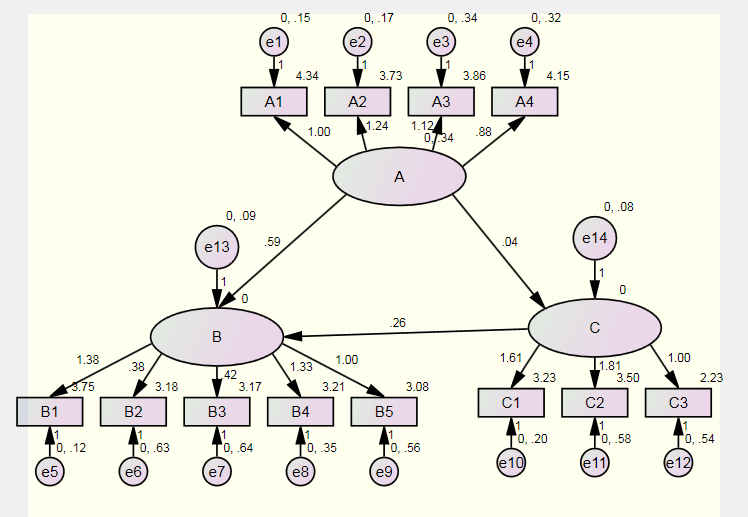 0, .15 0, .17 0, .34 0, .32
e1 e2 e3 e4
1 1 1 1
4.34 3.73 3.86 4.15
A1 A2 A3 A4
1.00 1.24 1.12 .88
0, .34
A
0, .09 0, .08
e13 e14
.59 .04
1 1
0 0
B C
.26
1.38 .38 .42 1.33 1.00
1.61 1.81 1.00
3.75 3.18 3.17 3.21 3.08
3.23 3.50 2.23
B1 B2 B3 B4 B5
C1 C2 C3
1 1 1 1 1
1 1 1
0, .12 0, .63 0, .64 0, .35 0, .56
0, .20 0, .58 0, .54
e5 e6 e7 e8 e9
e10 e11 e12